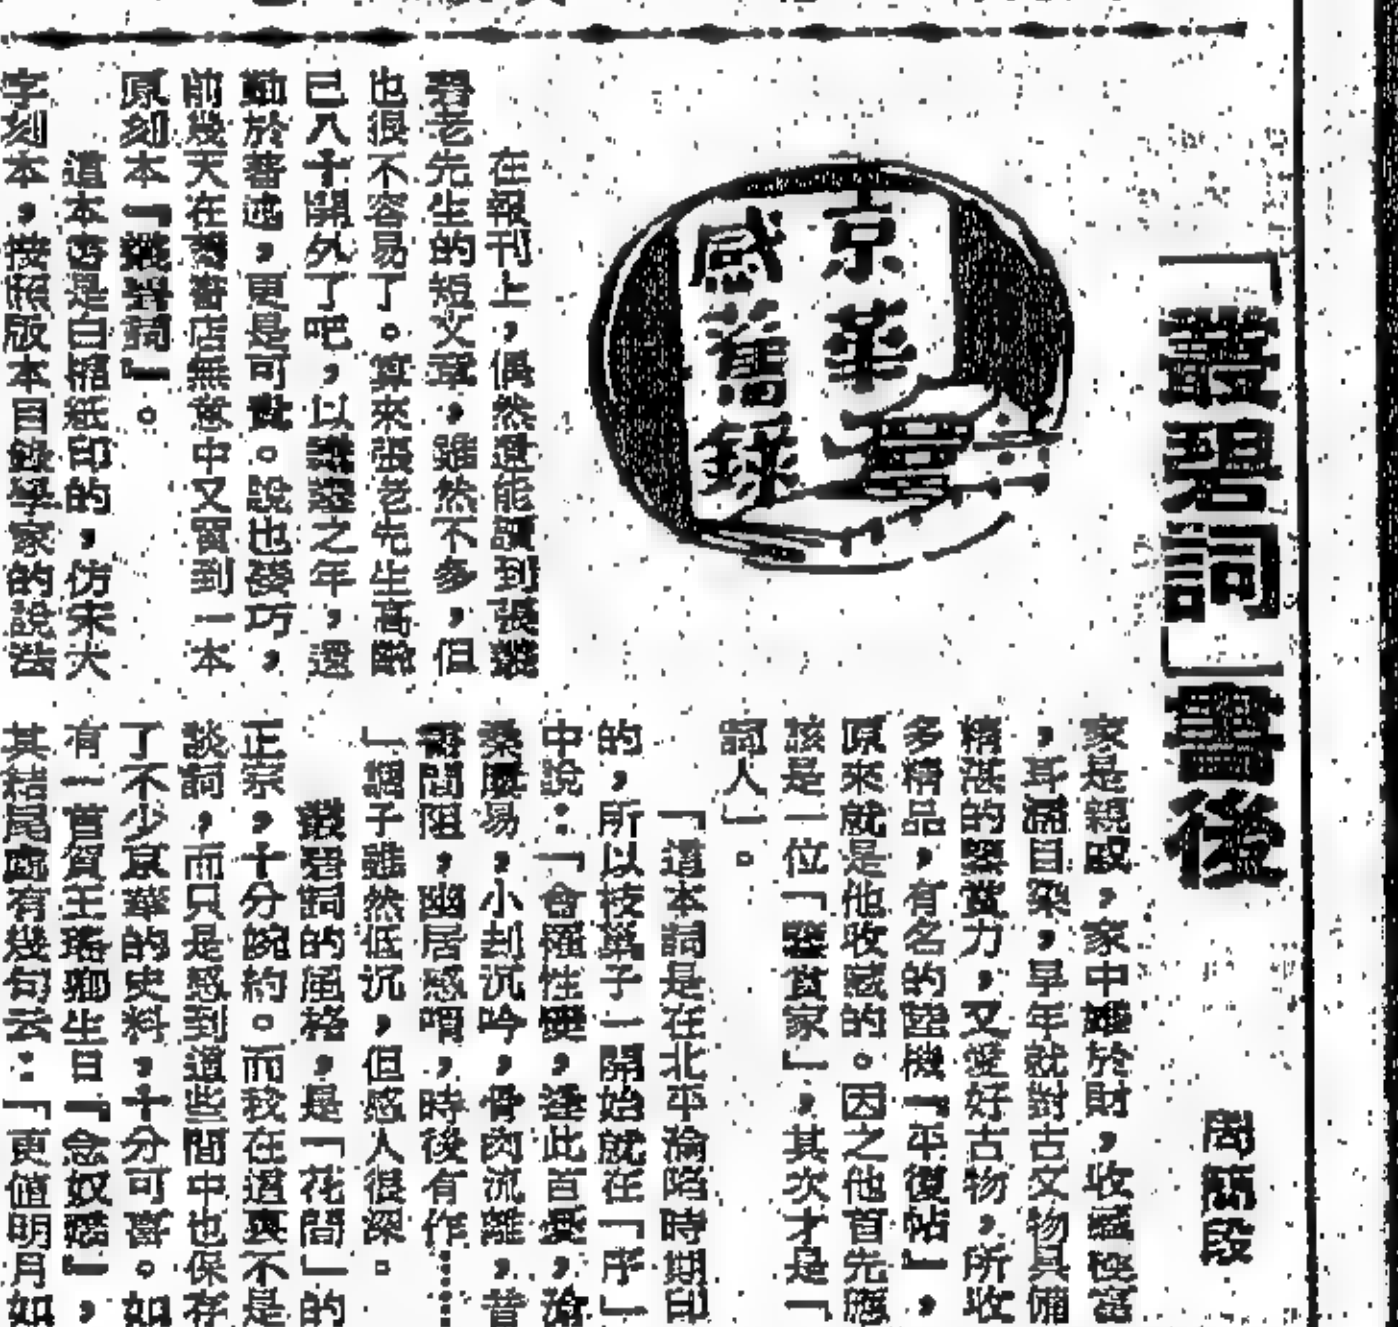 「叢碧詞」書後
周簡段
京華感舊錄
在報刊上，偶然還能讀到張叢
碧老先生的短文章，雖然不多，但
也很不容易了。算來張老先生高齡
已八十開外了吧，以耄耋之年，還
勤於著述，更是可貴。說也湊巧，
前幾天在舊書店無意中又買到一本
原刻本『叢碧詞』。
這本書是白棉紙印的，仿宋大
字刻本，按照版本目錄學家的說法
家是親戚，家中雄於財，收藏極富
，耳濡目染，早年就對古文物具備
精湛的鑒賞力，又愛好古物，所收
多精品，有名的陸機「平復帖」，
原來就是他收藏的。因之他首先應
該是一位「鑒賞家」，其次才是「
詞人」。
「這本詞是在北平淪陷時期印
的，所以後集子一開始就在「序」
中說：「會罹性，逢此百憂，滄
桑屢易，小劫沉吟，骨肉流離，音
書間阻，幽居感喟，時復有作……
」調子雖然低沉，但感人很深。
叢碧詞的風格，是「花間」的
正宗，十分婉約。而我在這裏不是
談詞，而只是感到這些間中也保存
了不少京華的史料，十分可喜。如
有一首賀王瑤卿生日『念奴嬌』，
其結尾處有幾句云：「更值明月如